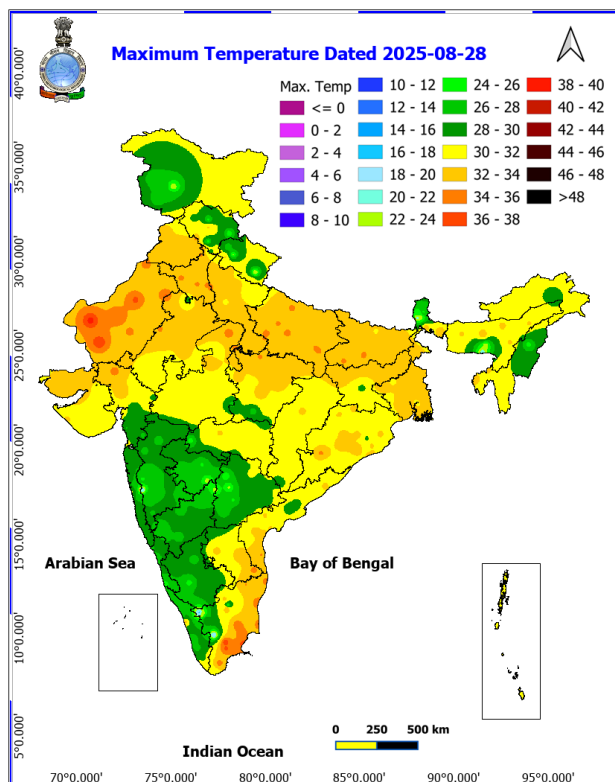 Maximum Temperature Dated 2025-08-28
Max. Temp
<= 0
0 - 2
2 - 4
4 - 6
6 - 8
8 - 10
10 - 12
12 - 14
14 - 16
16 - 18
18 - 20
20 - 22
22 - 24
24 - 26
26 - 28
28 - 30
30 - 32
32 - 34
34 - 36
36 - 38
38 - 40
40 - 42
42 - 44
44 - 46
46 - 48
>48
40°0.000'
35°0.000'
30°0.000'
25°0.000'
20°0.000'
15°0.000'
10°0.000'
5°0.000'
Arabian Sea
Bay of Bengal
Indian Ocean
0 250 500 km
70°0.000' 75°0.000' 80°0.000' 85°0.000' 90°0.000' 95°0.000'